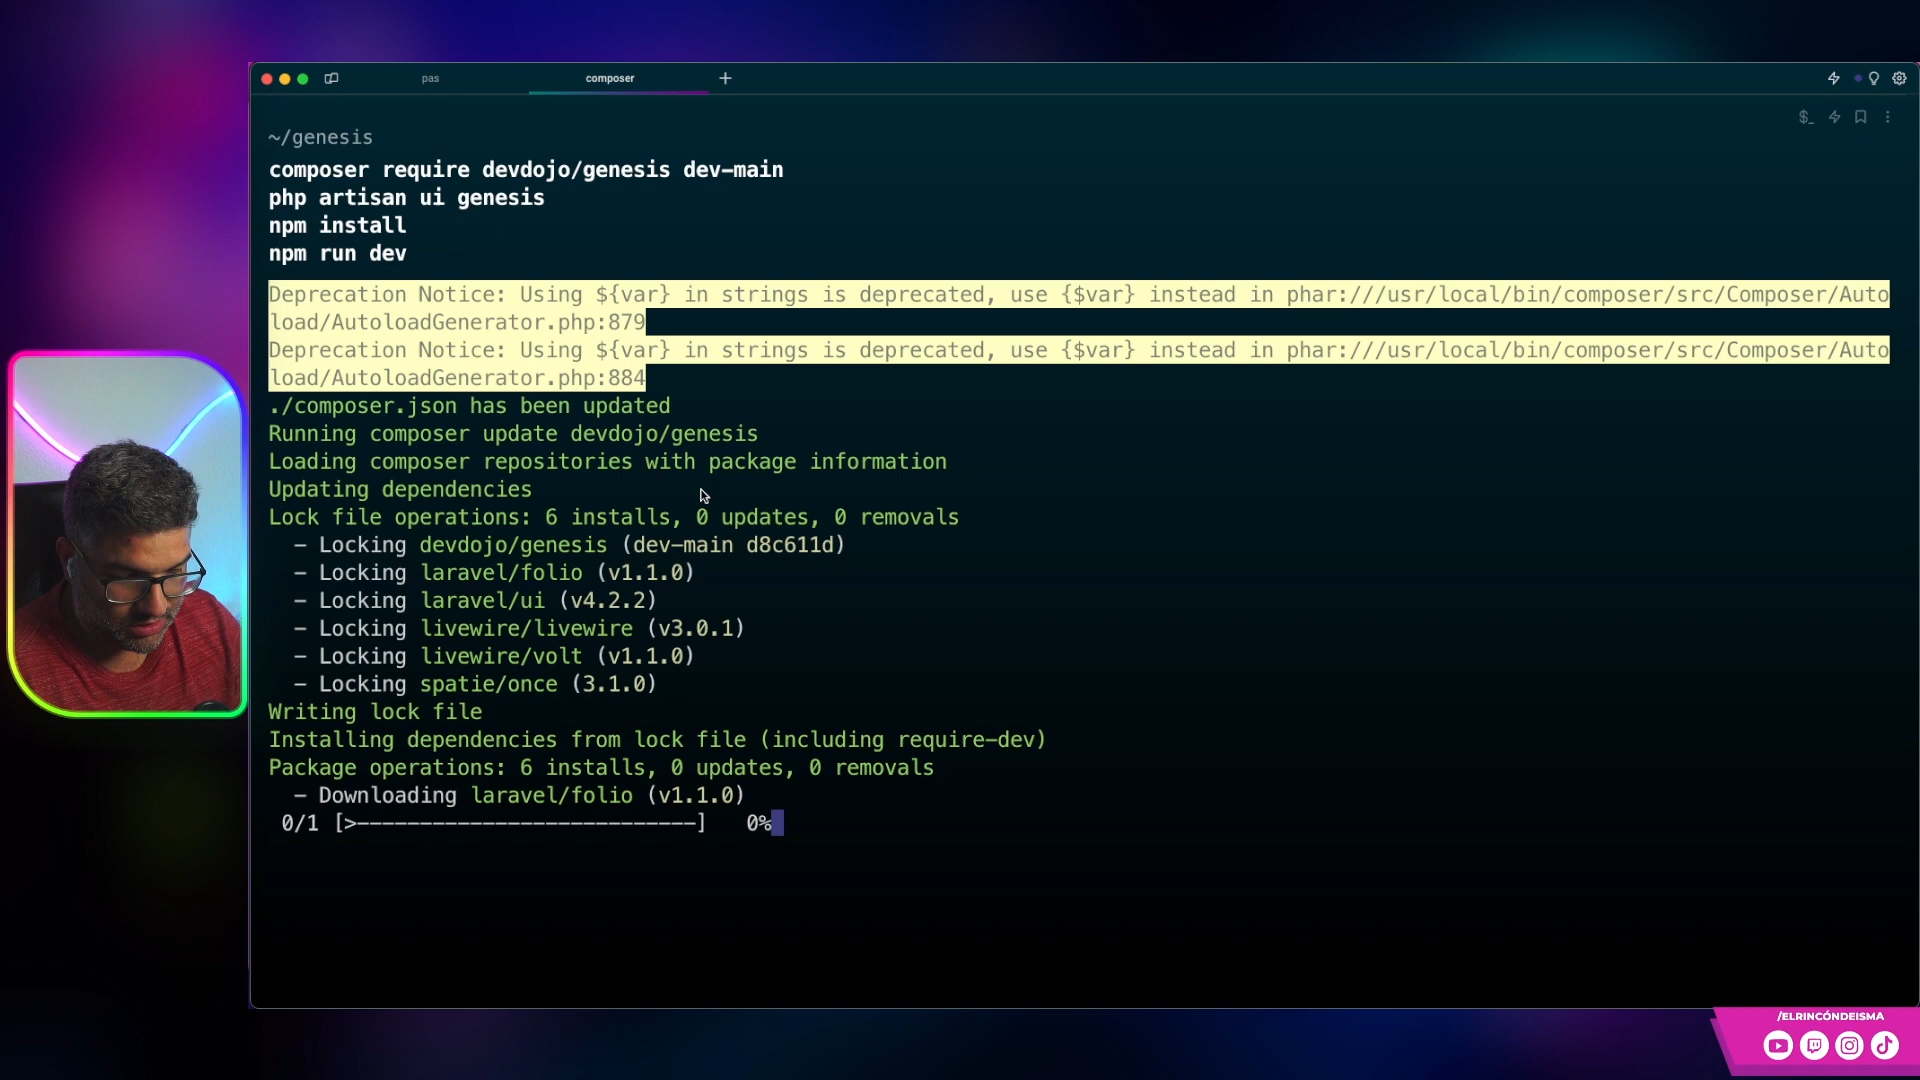 pas
composer
~/genesis
composer require devdojo/genesis dev-main
php artisan ui genesis
npm install
npm run dev
Deprecation Notice: Using ${var} in strings is deprecated, use {$var} instead in phar:///usr/local/bin/composer/src/Composer/Auto
load/AutoloadGenerator.php:879
Deprecation Notice: Using ${var} in strings is deprecated, use {$var} instead in phar:///usr/local/bin/composer/src/Composer/Auto
load/AutoloadGenerator.php:884
./composer.json has been updated
Running composer update devdojo/genesis
Loading composer repositories with package information
Updating dependencies
Lock file operations: 6 installs, 0 updates, 0 removals
- Locking devdojo/genesis (dev-main d8c611d)
- Locking laravel/folio (v1.1.0)
- Locking laravel/ui (v4.2.2)
- Locking livewire/livewire (v3.0.1)
- Locking livewire/volt (v1.1.0)
- Locking spatie/once (3.1.0)
Writing lock file
Installing dependencies from lock file (including require-dev)
Package operations: 6 installs, 0 updates, 0 removals
- Downloading laravel/folio (v1.1.0)
0/1 [>---------------------------] 0%
/ELRINCÓNDEISMA